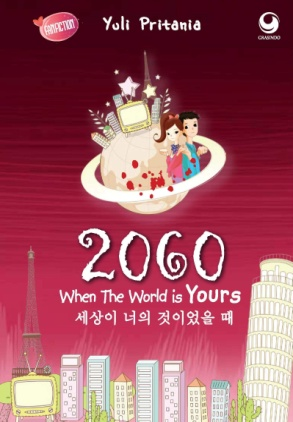 FANFICTION
Yuli Pritania
GRASINDO
2060
When The World is Yours
세상이 너의 것이었을 때